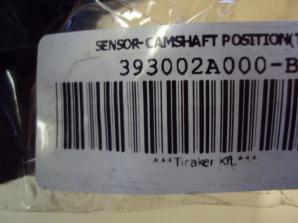 SENSOR-CAMSHAFT POSITION(T
393002A000-B
***Tiraker Kft.***